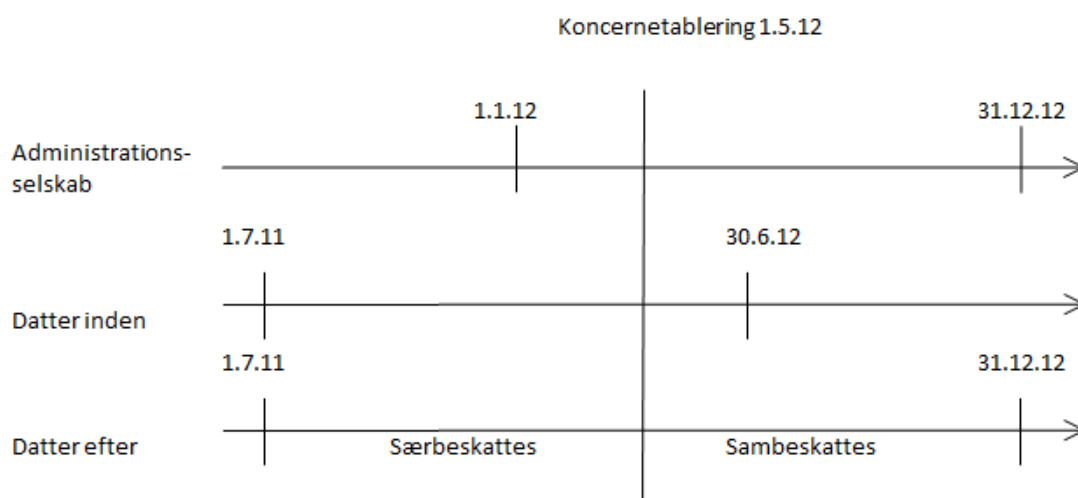 Koncernetablering 1.5.12
1.1.12
31.12.12
Administrations-
selskab
1.7.11
30.6.12
Datter inden
1.7.11
31.12.12
Datter efter
Særbeskattes
Sambeskattes